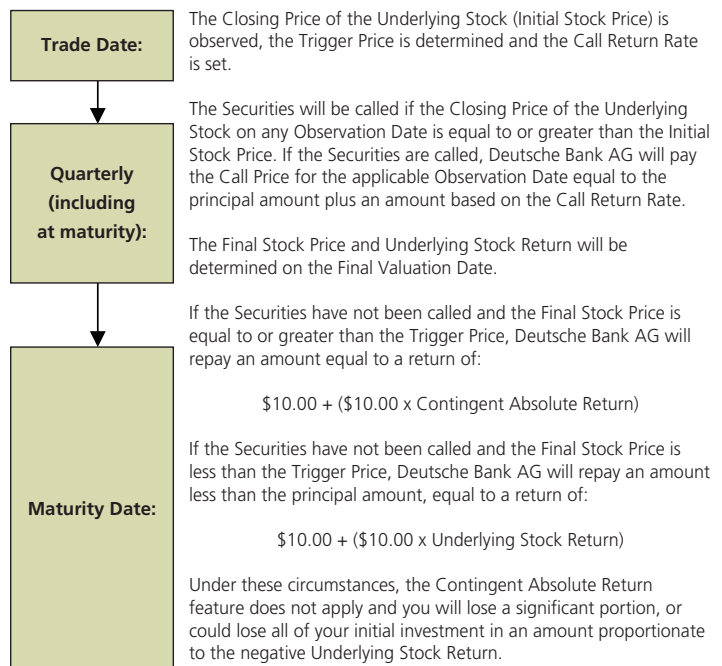 Trade Date:
The Closing Price of the Underlying Stock (Initial Stock Price) is
observed, the Trigger Price is determined and the Call Return Rate
is set.
Quarterly
(including
at maturity):
The Securities will be called if the Closing Price of the Underlying
Stock on any Observation Date is equal to or greater than the Initial
Stock Price. If the Securities are called, Deutsche Bank AG will pay
the Call Price for the applicable Observation Date equal to the
principal amount plus an amount based on the Call Return Rate.
The Final Stock Price and Underlying Stock Return will be
determined on the Final Valuation Date.
Maturity Date:
If the Securities have not been called and the Final Stock Price is
equal to or greater than the Trigger Price, Deutsche Bank AG will
repay an amount equal to a return of:
$10.00 + ($10.00 x Contingent Absolute Return)
If the Securities have not been called and the Final Stock Price is
less than the Trigger Price, Deutsche Bank AG will repay an amount
less than the principal amount, equal to a return of:
$10.00 + ($10.00 x Underlying Stock Return)
Under these circumstances, the Contingent Absolute Return
feature does not apply and you will lose a significant portion, or
could lose all of your initial investment in an amount proportionate
to the negative Underlying Stock Return.